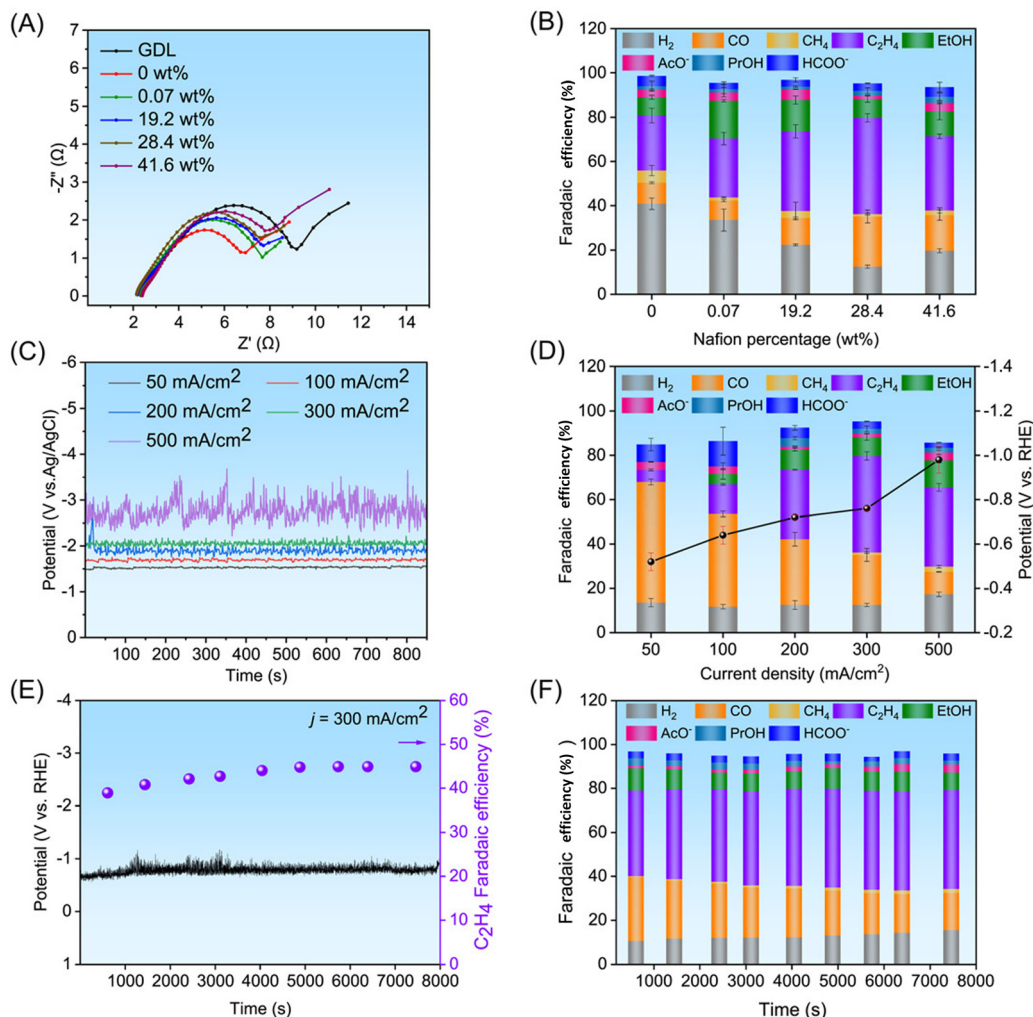 (A)
7
6
5
4
3
2
1
0
-Z" (Ω)
GDL
0 wt%
0.07 wt%
19.2 wt%
28.4 wt%
41.6 wt%
0 2 4 6 8 10 12 14
Z' (Ω)
(B)
120
100
80
60
40
20
0
Faradaic efficiency (%)
H2 CO CH4 C2H4 EtOH
AcO- PrOH HCOO-
0 0.07 19.2 28.4 41.6
Nafion percentage (wt%)
(C)
-6
-5
-4
-3
-2
-1
0
Potential (V vs.Ag/AgCl)
50 mA/cm2 100 mA/cm2
200 mA/cm2 300 mA/cm2
500 mA/cm2
100 200 300 400 500 600 700 800
Time (s)
(D)
120
100
80
60
40
20
0
Faradaic efficiency (%)
H2 CO CH4 C2H4 EtOH
AcO- PrOH HCOO-
-1.4
-1.2
-1.0
-0.8
-0.6
-0.4
-0.2
Potential (V vs. RHE)
50 100 200 300 500
Current density (mA/cm2)
(E)
-4
-3
-2
-1
0
1
Potential (V vs. RHE)
j = 300 mA/cm2
60
50
40
30
20
10
0
C2H4 Faradaic efficiency (%)
1000 2000 3000 4000 5000 6000 7000 8000
Time (s)
(F)
120
100
80
60
40
20
0
Faradaic efficiency (%) )
H2 CO CH4 C2H4 EtOH
AcO- PrOH HCOO-
1000 2000 3000 4000 5000 6000 7000 8000
Time (s)